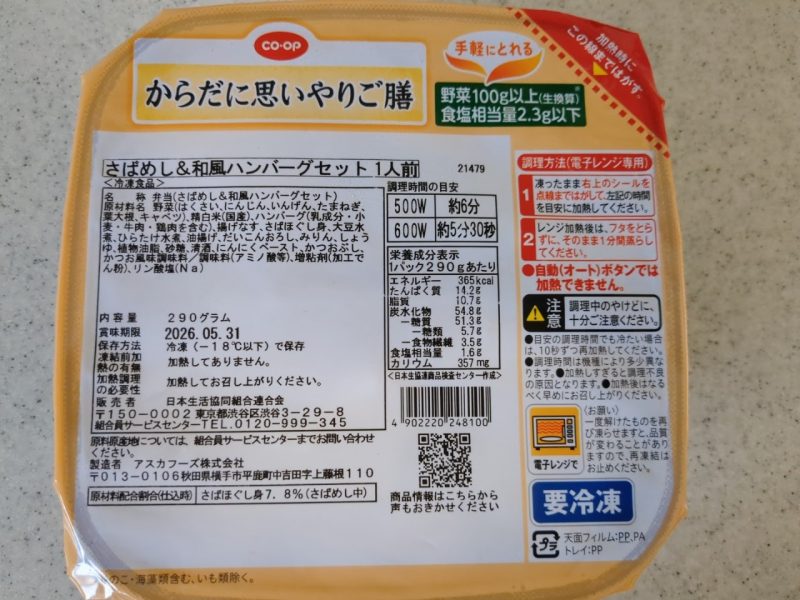 CO·OP
からだに思いやりご膳
手軽にとれる
野菜100g以上(生換算)
食塩相当量2.3g以下
加熱時に
この線まではがす。
さばめし&和風ハンバーグセット 1人前
21479
<冷凍食品>
名 称 弁当(さばめし&和風ハンバーグセット)
原材料名 野菜(はくさい、にんじん、いんげん、たまねぎ、
葉大根、キャベツ)、精白米(国産)、ハンバーグ(乳成分・小
麦・牛肉・鶏肉を含む)、揚げなす、さばほぐし身、大豆水
煮、ひらたけ水煮、油揚げ、だいこんおろし、みりん、しょう
ゆ、植物油脂、砂糖、清酒、にんにくペースト、かつおぶし、
かつお風味調味料/調味料(アミノ酸等)、増粘剤(加工で
ん粉)、リン酸塩(Na)
内容量 290グラム
賞味期限 2026.05.31
保存方法 冷凍(-18℃以下)で保存
凍結前加熱の有無 加熱してありません。
加熱調理の必要性 加熱してお召し上がりください。
販売者 日本生活協同組合連合会
〒150-0002 東京都渋谷区渋谷3-29-8
組合員サービスセンターTEL.0120-999-345
原料原産地については、組合員サービスセンターまでお問い合わせ
ください。
製造者 アスカフーズ株式会社
〒013-0106秋田県横手市平鹿町中吉田字上藤根110
原材料配合割合(仕込時) さばほぐし身7.8%(さばめし中)
調理時間の目安
500W 約6分
600W 約5分30秒
栄養成分表示
1パック290gあたり
エネルギー 365kcal
たんぱく質 14.2g
脂質 10.7g
炭水化物 54.8g
-糖質 51.3g
-糖類 5.7g
-食物繊維 3.5g
食塩相当量 1.6g
カリウム 357mg
<日本生協連商品検査センター作成>
4902220248100
商品情報はこちらから
声もおきかせください
調理方法(電子レンジ専用)
1 凍ったまま右上のシールを
点線まではがして、左記の時間
を目安に加熱してください。
2 レンジ加熱後は、フタをとら
ずに、そのまま1分間蒸らし
てください。
●自動(オート)ボタンでは
加熱できません。
注意 調理中のやけどに、
十分ご注意ください。
●目安の調理時間でも冷たい場合
は、10秒ずつ再加熱してください。
●調理時間は機種により多少異な
ります。●加熱しすぎると調理不良
の原因となります。●加熱後はなる
べく早めにお召し上がりください。
電子レンジで
(お願い)
一度解けたものを再
び凍らせますと、品質
が変わることがあり
ますので、再凍結はお
止めください。
要冷凍
プラ
天面フィルム:PP,PA
トレイ:PP
のこ・海藻類含む、いも類除く。